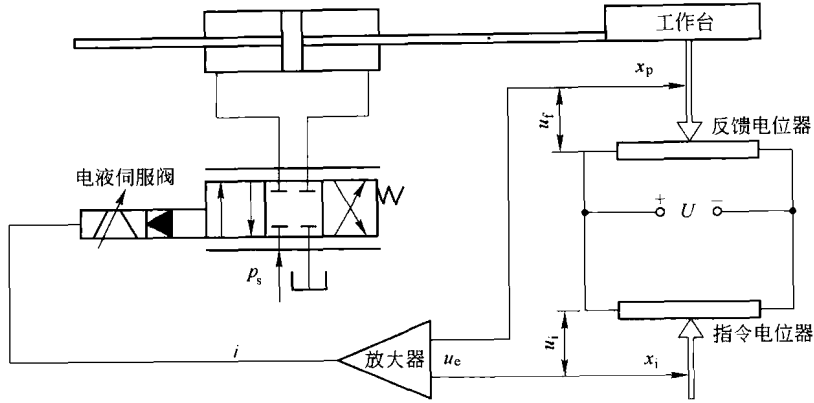 工作台
x_p
u_f
反馈电位器
电液伺服阀
+ U −
p_s
指令电位器
u_i
i
放大器
u_e
x_i